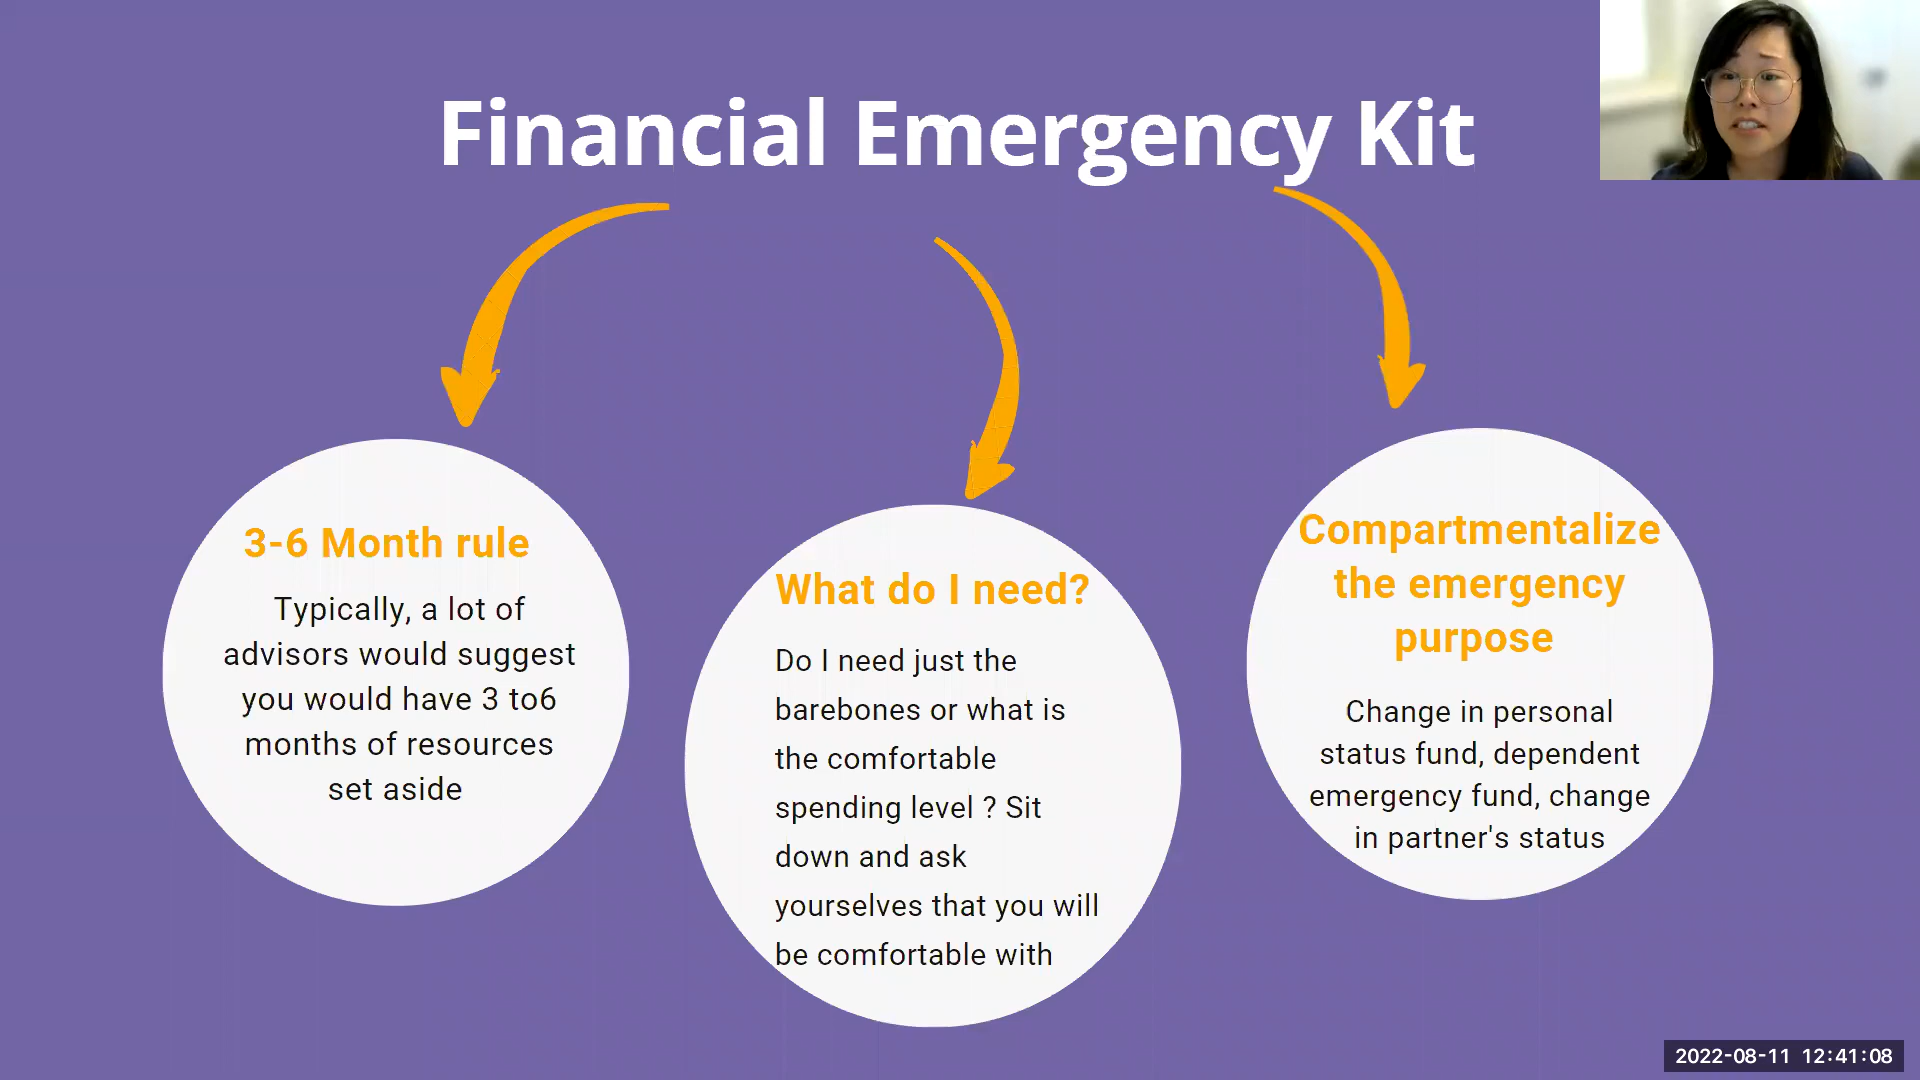 Financial Emergency Kit
3-6 Month rule
Typically, a lot of
advisors would suggest
you would have 3 to6
months of resources
set aside
What do I need?
Do I need just the
barebones or what is
the comfortable
spending level ? Sit
down and ask
yourselves that you will
be comfortable with
Compartmentalize
the emergency
purpose
Change in personal
status fund, dependent
emergency fund, change
in partner's status
2022-08-11 12:41:08